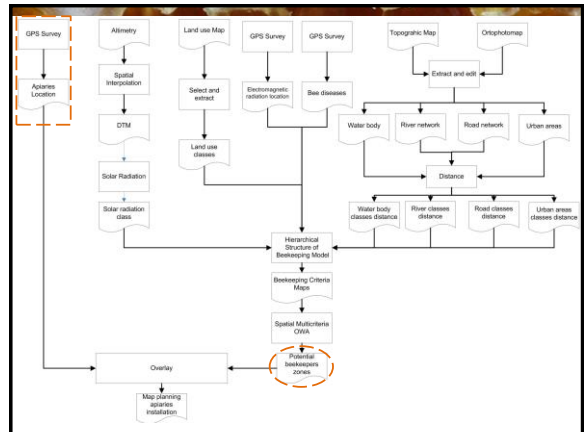 GPS Survey
Altimetry
Land use Map
GPS Survey
GPS Survey
Topograhic Map
Ortophotomap
Apiaries
Location
Spatial
Interpolation
Select and
extract
Electromagnetic
radiation location
Bee diseases
Extract and edit
DTM
Water body
River network
Road network
Urban areas
Land use
classes
Solar Radiation
Distance
Solar radiation
class
Water body
classes distance
River classes
distance
Road classes
distance
Urban areas
classes distance
Hierarchical
Structure of
Beekeeping Model
Beekeeping Criteria
Maps
Spatial Multicriteria
OWA
Overlay
Potential
beekeepers
zones
Map planning
apiaries
installation